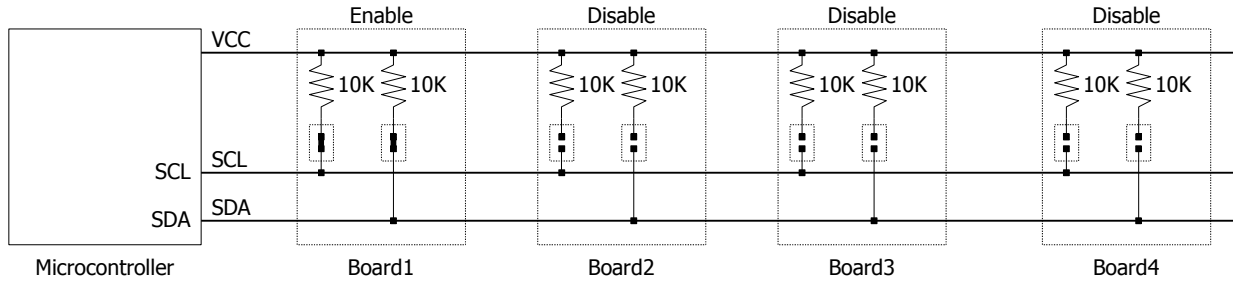 Enable Disable Disable Disable
VCC
10K 10K 10K 10K 10K 10K 10K 10K
SCL SCL
SDA SDA
Microcontroller Board1 Board2 Board3 Board4